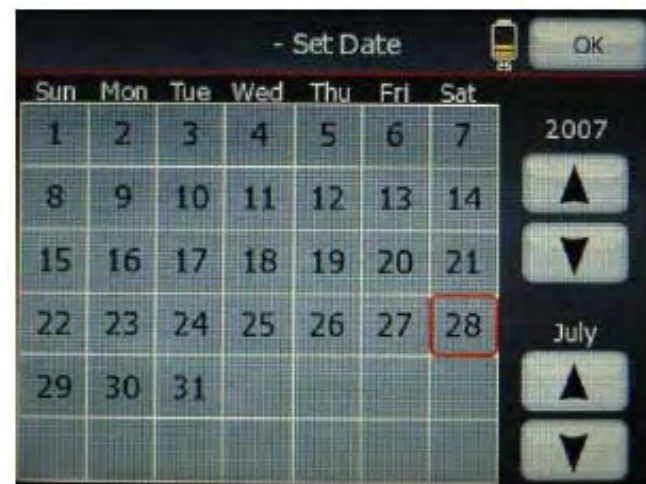 - Set Date
OK
Sun Mon Tue Wed Thu Fri Sat
1 2 3 4 5 6 7
2007
8 9 10 11 12 13 14
15 16 17 18 19 20 21
22 23 24 25 26 27 28
July
29 30 31